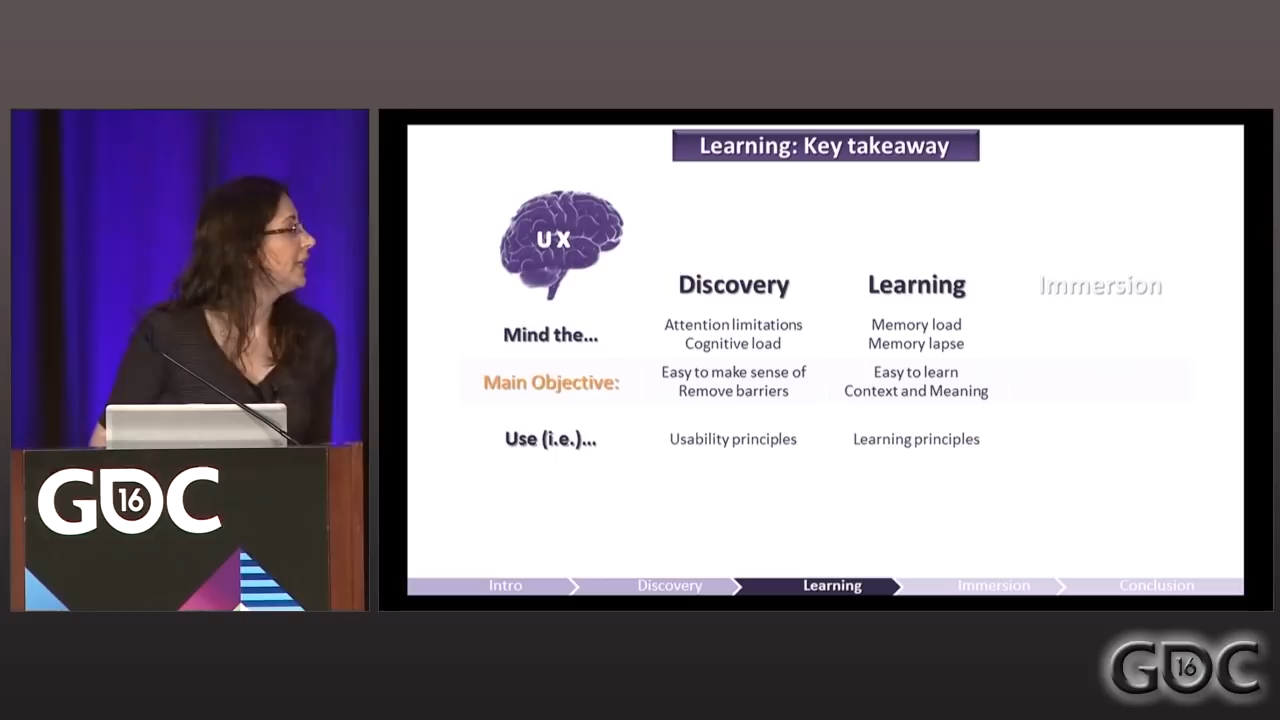 Learning: Key takeaway
UX
Discovery
Learning
Immersion
Mind the...
Attention limitations
Cognitive load
Memory load
Memory lapse
Main Objective:
Easy to make sense of
Remove barriers
Easy to learn
Context and Meaning
Use (i.e.)...
Usability principles
Learning principles
Intro
Discovery
Learning
Immersion
Conclusion
GDC 16
GDC 16